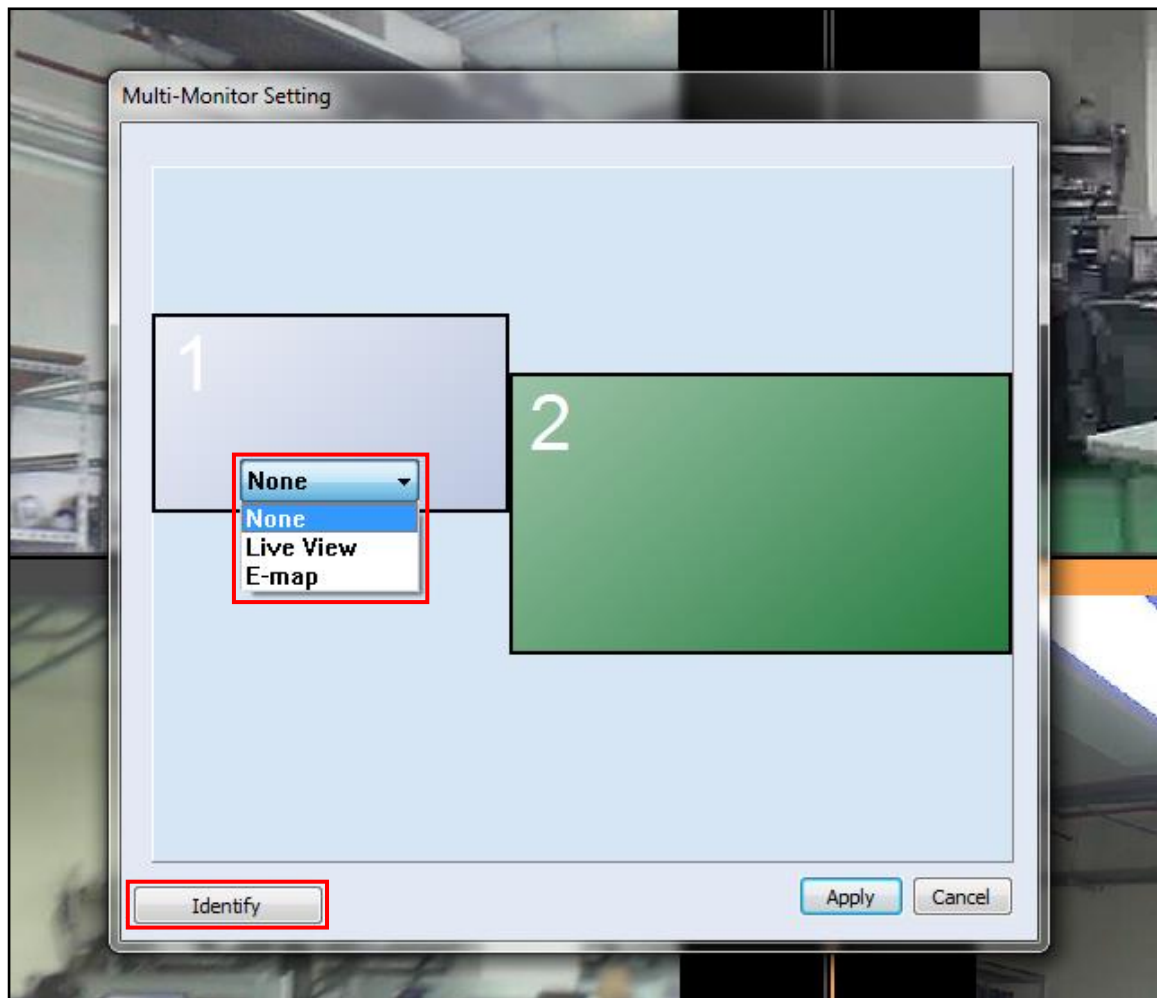 Multi-Monitor Setting
1
2
None
None
Live View
E-map
Identify
Apply
Cancel